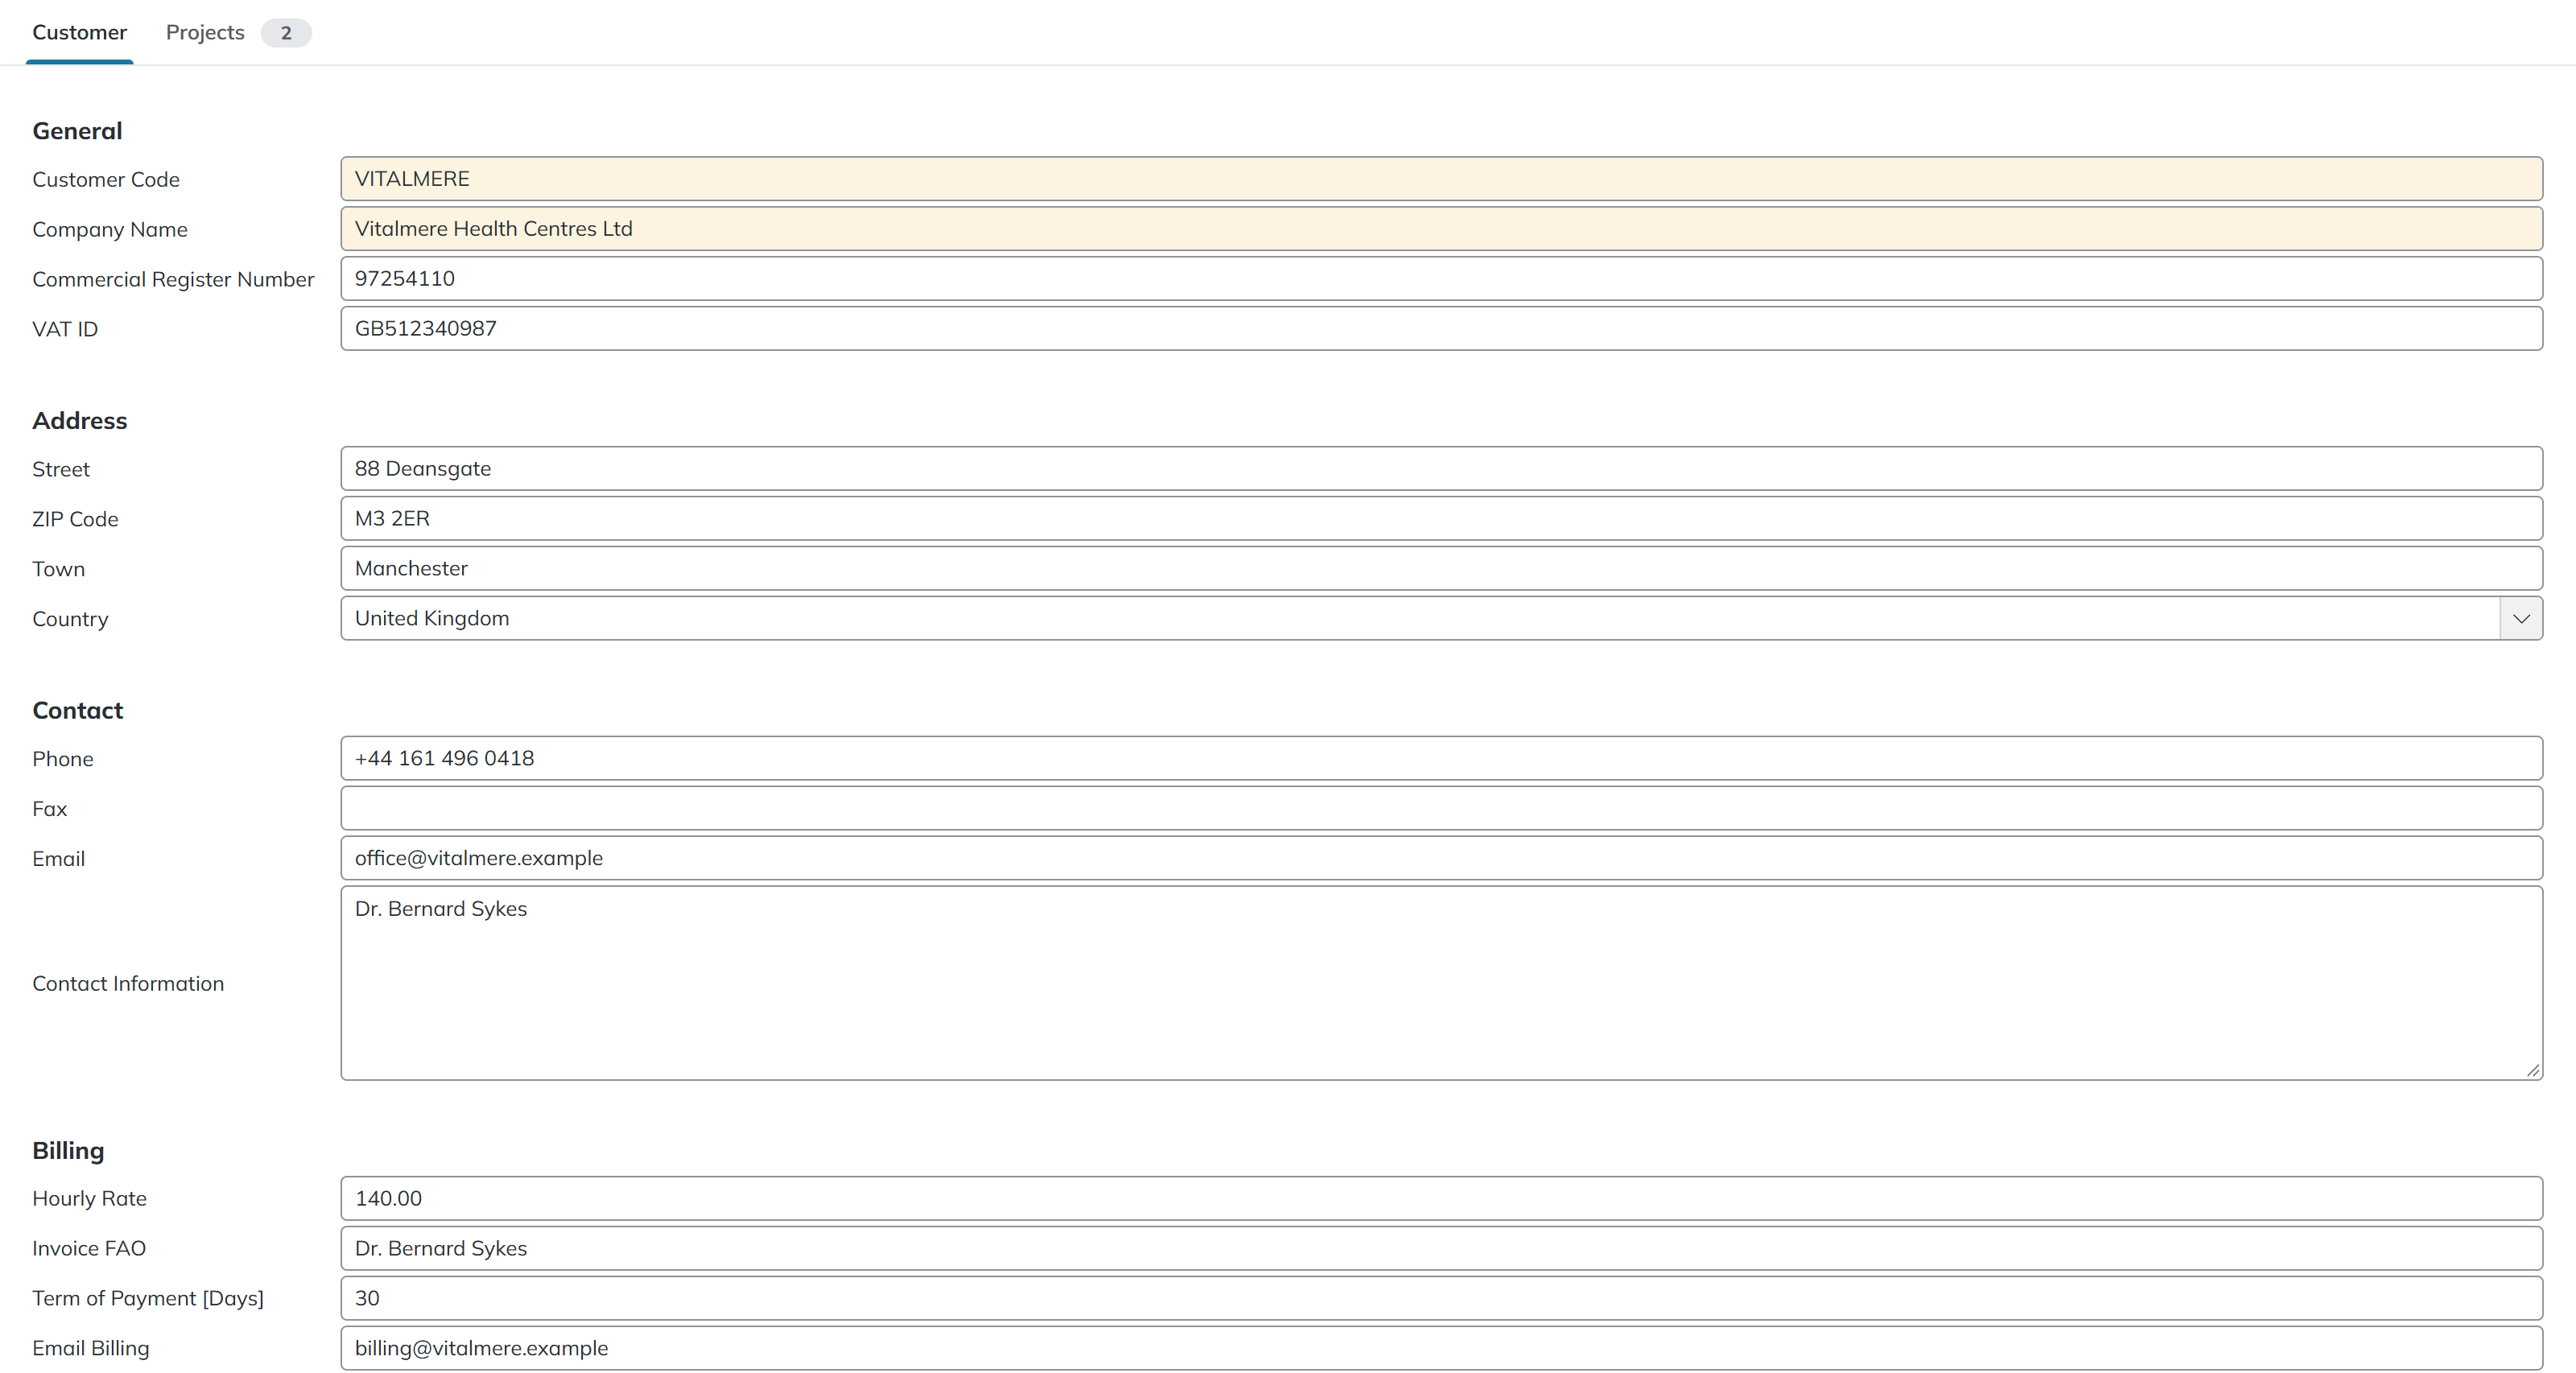 Customer Projects 2
General
Customer Code VITALMERE
Company Name Vitalmere Health Centres Ltd
Commercial Register Number 97254110
VAT ID GB512340987
Address
Street 88 Deansgate
ZIP Code M3 2ER
Town Manchester
Country United Kingdom
Contact
Phone +44 161 496 0418
Fax
Email office@vitalmere.example
Contact Information Dr. Bernard Sykes
Billing
Hourly Rate 140.00
Invoice FAO Dr. Bernard Sykes
Term of Payment [Days] 30
Email Billing billing@vitalmere.example